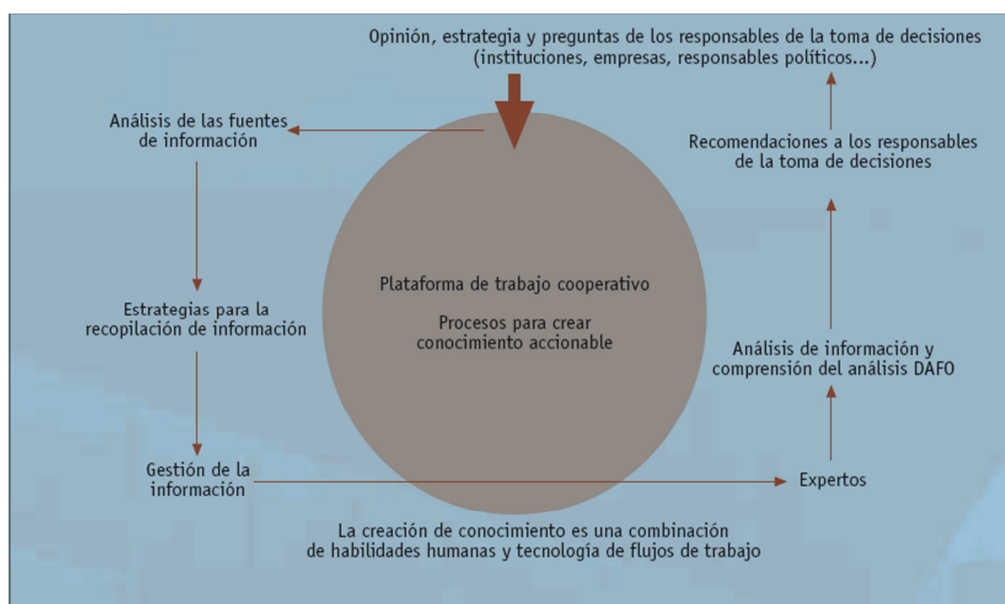 Opinión, estrategia y preguntas de los responsables de la toma de decisiones
(instituciones, empresas, responsables políticos...)
Análisis de las fuentes
de información
Recomendaciones a los responsables
de la toma de decisiones
Plataforma de trabajo cooperativo
Procesos para crear
conocimiento accionable
Estrategias para la
recopilación de información
Análisis de información y
comprensión del análisis DAFO
Gestión de la
información
Expertos
La creación de conocimiento es una combinación
de habilidades humanas y tecnología de flujos de trabajo